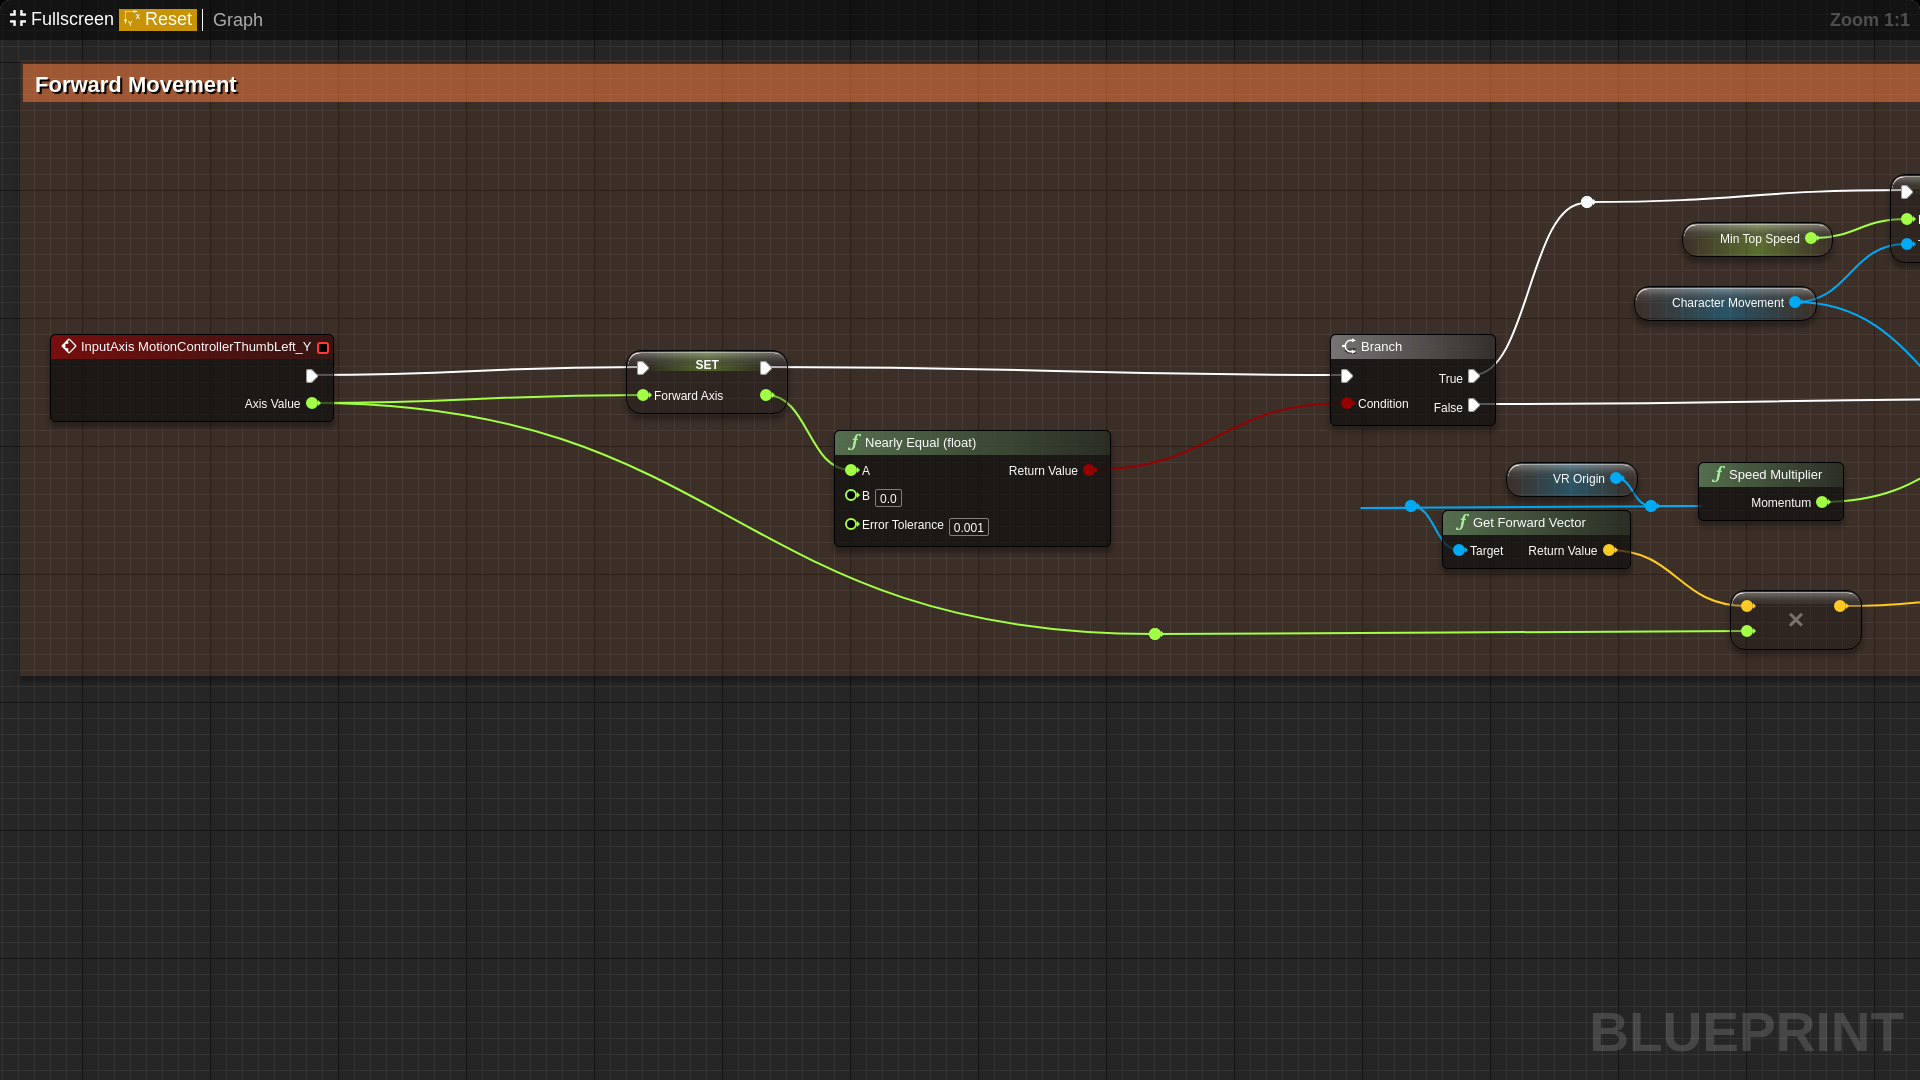 Fullscreen Reset Graph Zoom 1:1
Forward Movement
Min Top Speed
Character Movement
InputAxis MotionControllerThumbLeft_Y
Axis Value
SET
Forward Axis
Branch
True
Condition
False
Nearly Equal (float)
A Return Value
B 0.0
Error Tolerance 0.001
VR Origin
Speed Multiplier
Momentum
Get Forward Vector
Target Return Value
BLUEPRINT